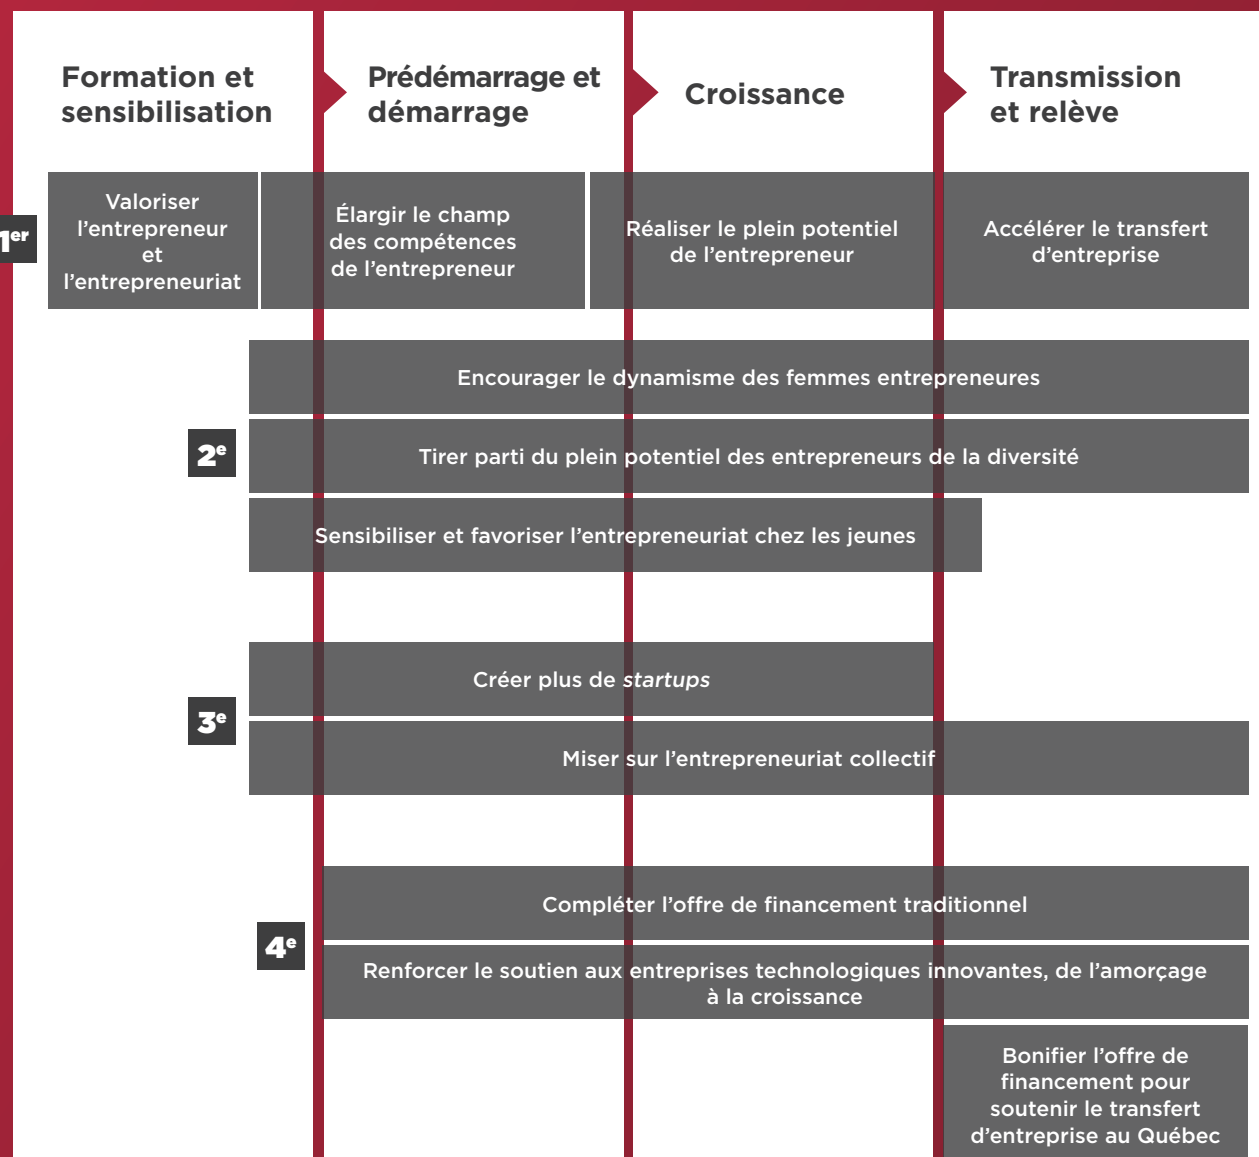 Formation et
sensibilisation
Prédémarrage et
démarrage
Croissance
Transmission
et relève
1er
Valoriser
l’entrepreneur
et
l’entrepreneuriat
Élargir le champ
des compétences
de l’entrepreneur
Réaliser le plein potentiel
de l’entrepreneur
Accélérer le transfert
d’entreprise
2e
Encourager le dynamisme des femmes entrepreneures
Tirer parti du plein potentiel des entrepreneurs de la diversité
Sensibiliser et favoriser l’entrepreneuriat chez les jeunes
3e
Créer plus de startups
Miser sur l’entrepreneuriat collectif
4e
Compléter l’offre de financement traditionnel
Renforcer le soutien aux entreprises technologiques innovantes, de l’amorçage
à la croissance
Bonifier l’offre de
financement pour
soutenir le transfert
d’entreprise au Québec